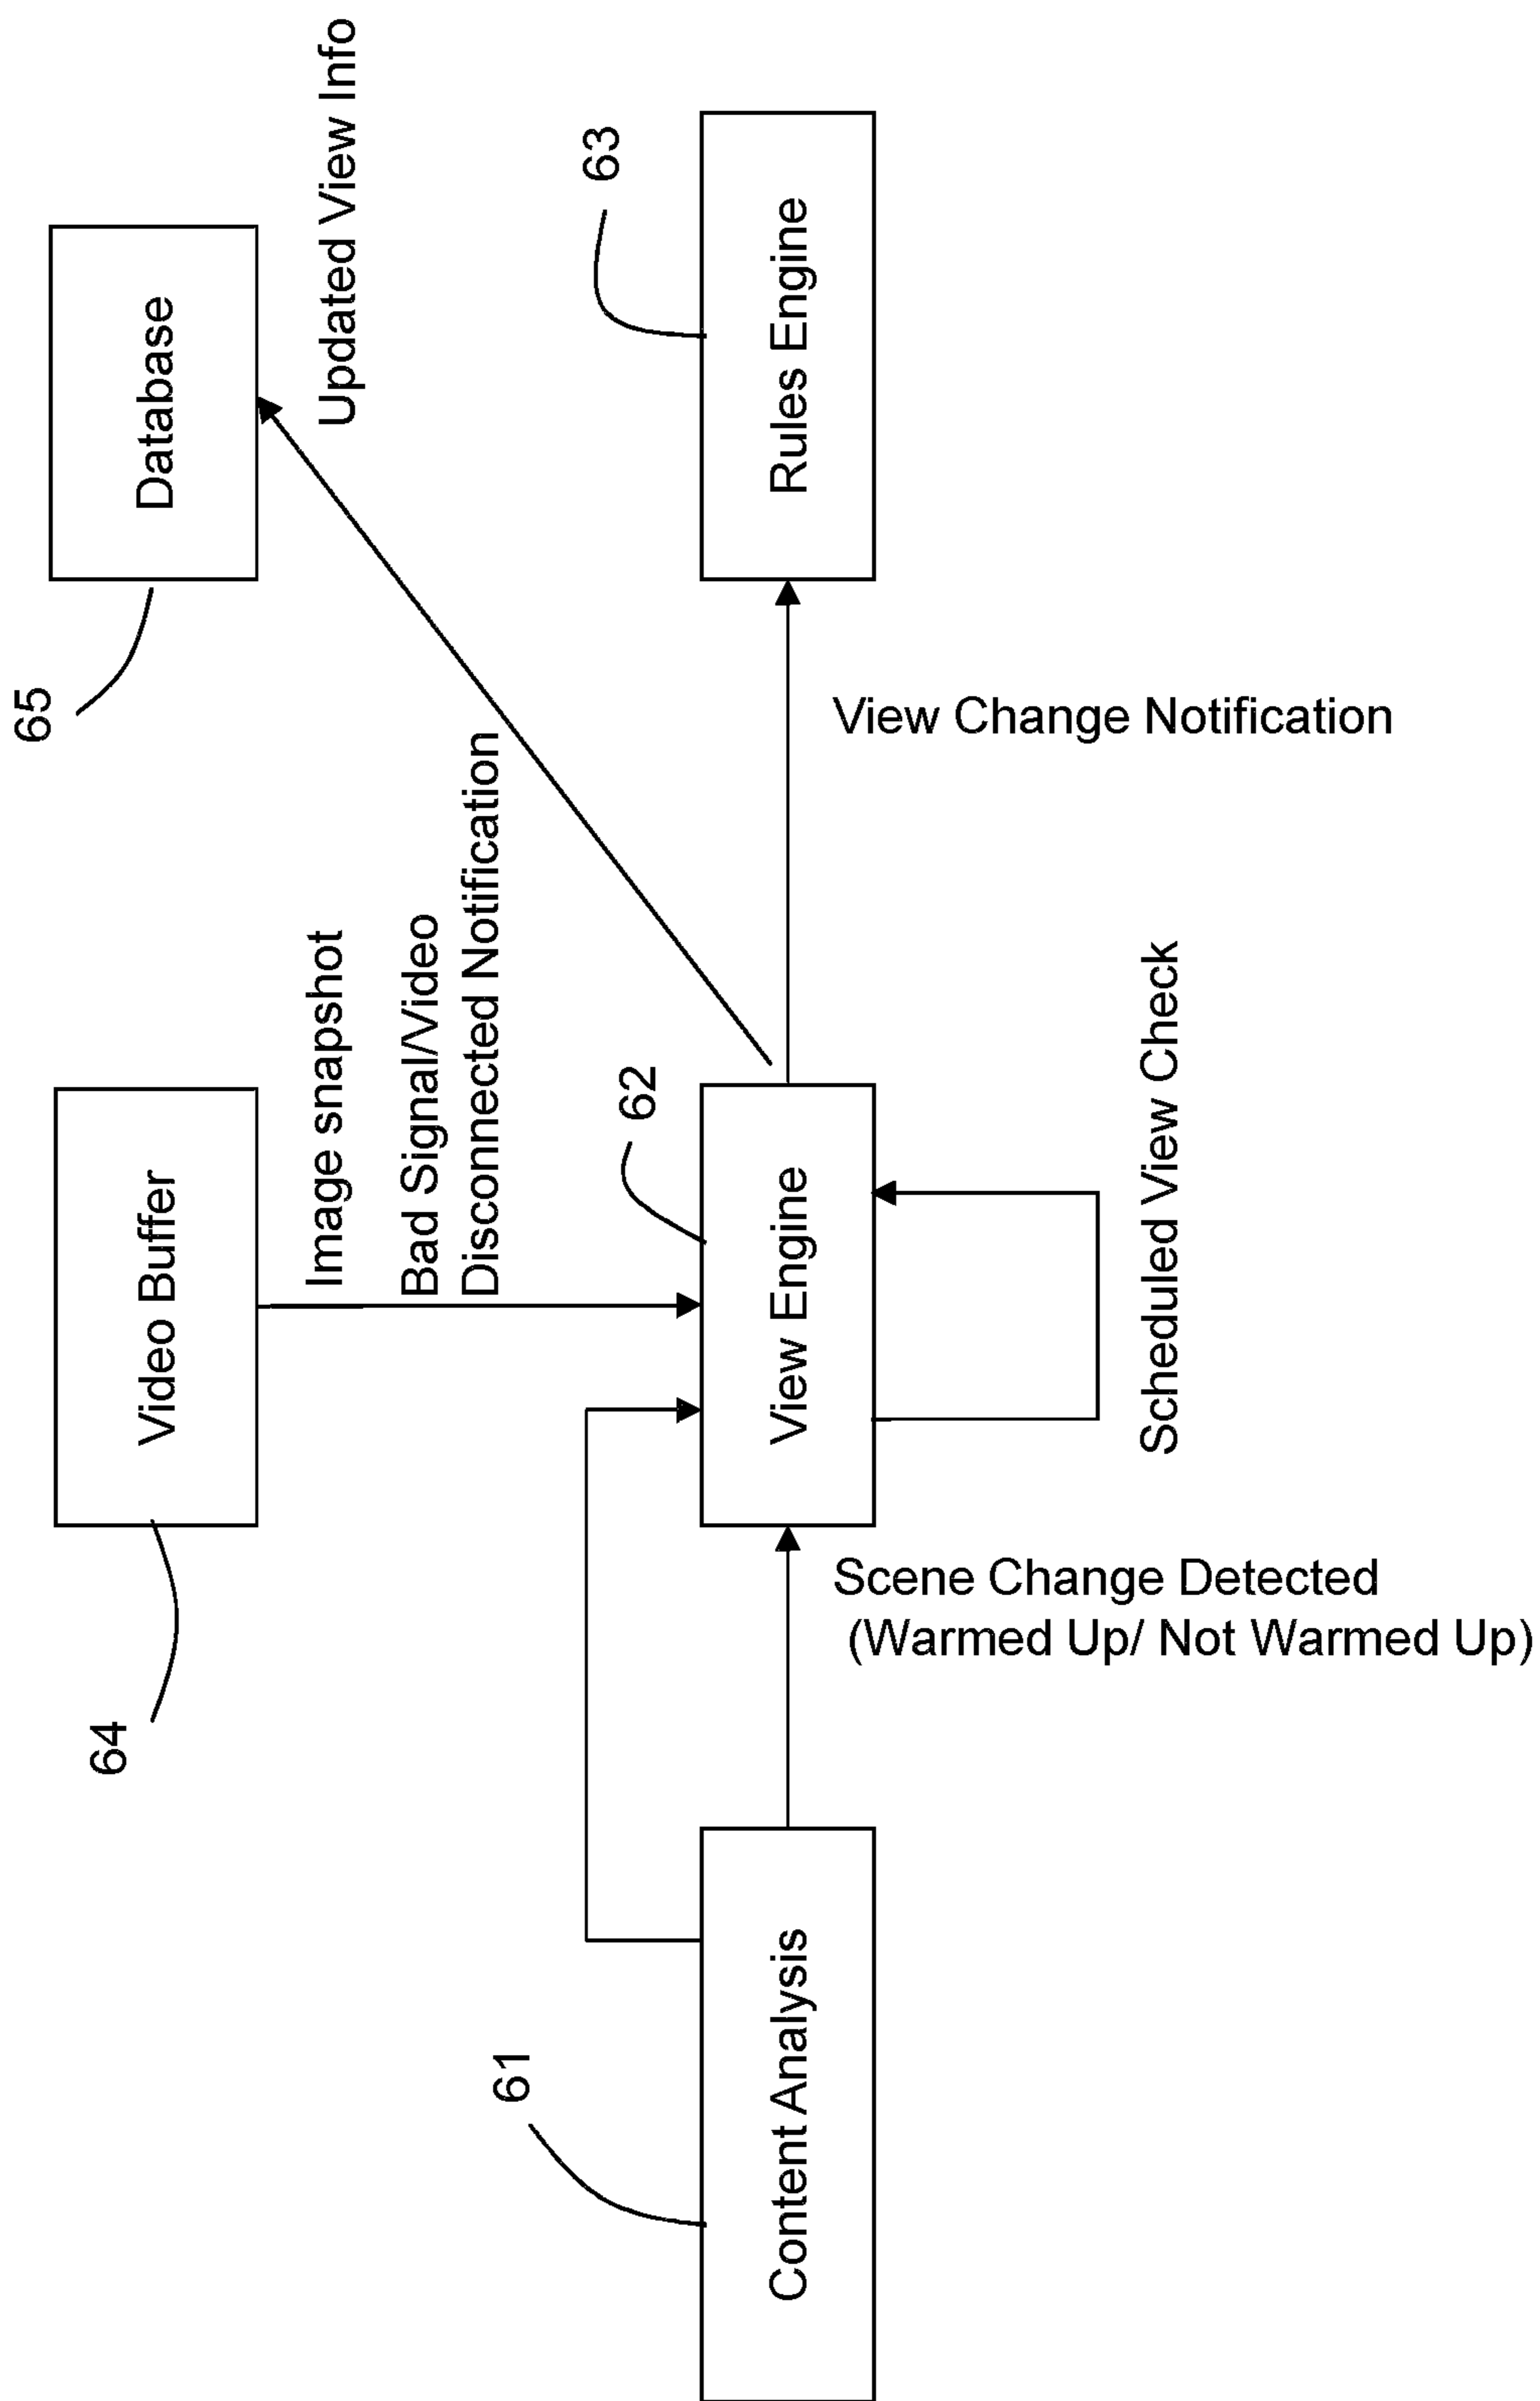 65
Database
Updated View Info
64
Video Buffer
Image snapshot
Bad Signal/Video
Disconnected Notification
61
Content Analysis
Scene Change Detected
(Warmed Up/ Not Warmed Up)
62
View Engine
Scheduled View Check
View Change Notification
63
Rules Engine